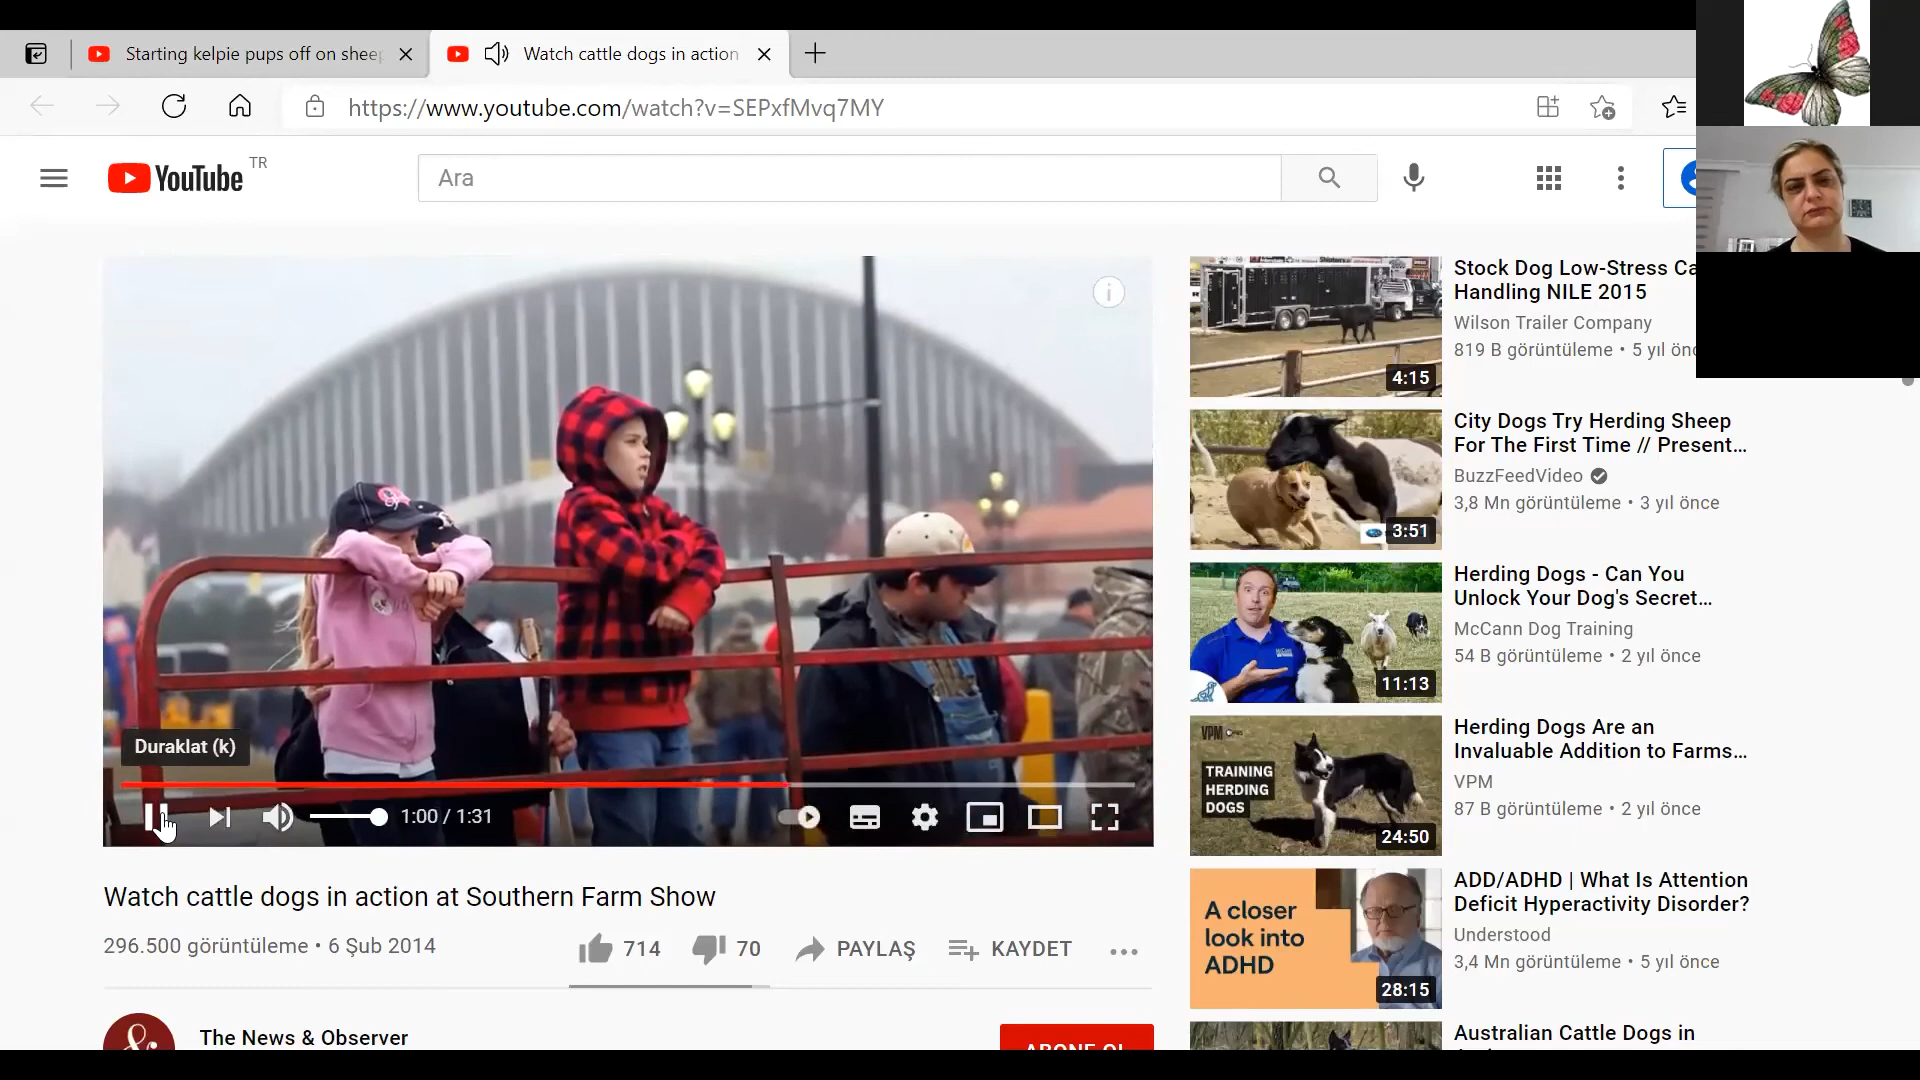 Starting kelpie pups off on sheep
Watch cattle dogs in action
https://www.youtube.com/watch?v=SEPxfMvq7MY
YouTube TR
Ara
Duraklat (k)
1:00 / 1:31
Watch cattle dogs in action at Southern Farm Show
296.500 görüntüleme • 6 Şub 2014
714
70
PAYLAŞ
KAYDET
The News & Observer
ABONE OL
4:15
Stock Dog Low-Stress Ca
Handling NILE 2015
Wilson Trailer Company
819 B görüntüleme • 5 yıl önc
3:51
City Dogs Try Herding Sheep
For The First Time // Present...
BuzzFeedVideo
3,8 Mn görüntüleme • 3 yıl önce
11:13
Herding Dogs - Can You
Unlock Your Dog's Secret...
McCann Dog Training
54 B görüntüleme • 2 yıl önce
VPM
TRAINING
HERDING
DOGS
24:50
Herding Dogs Are an
Invaluable Addition to Farms...
VPM
87 B görüntüleme • 2 yıl önce
A closer
look into
ADHD
28:15
ADD/ADHD | What Is Attention
Deficit Hyperactivity Disorder?
Understood
3,4 Mn görüntüleme • 5 yıl önce
Australian Cattle Dogs in